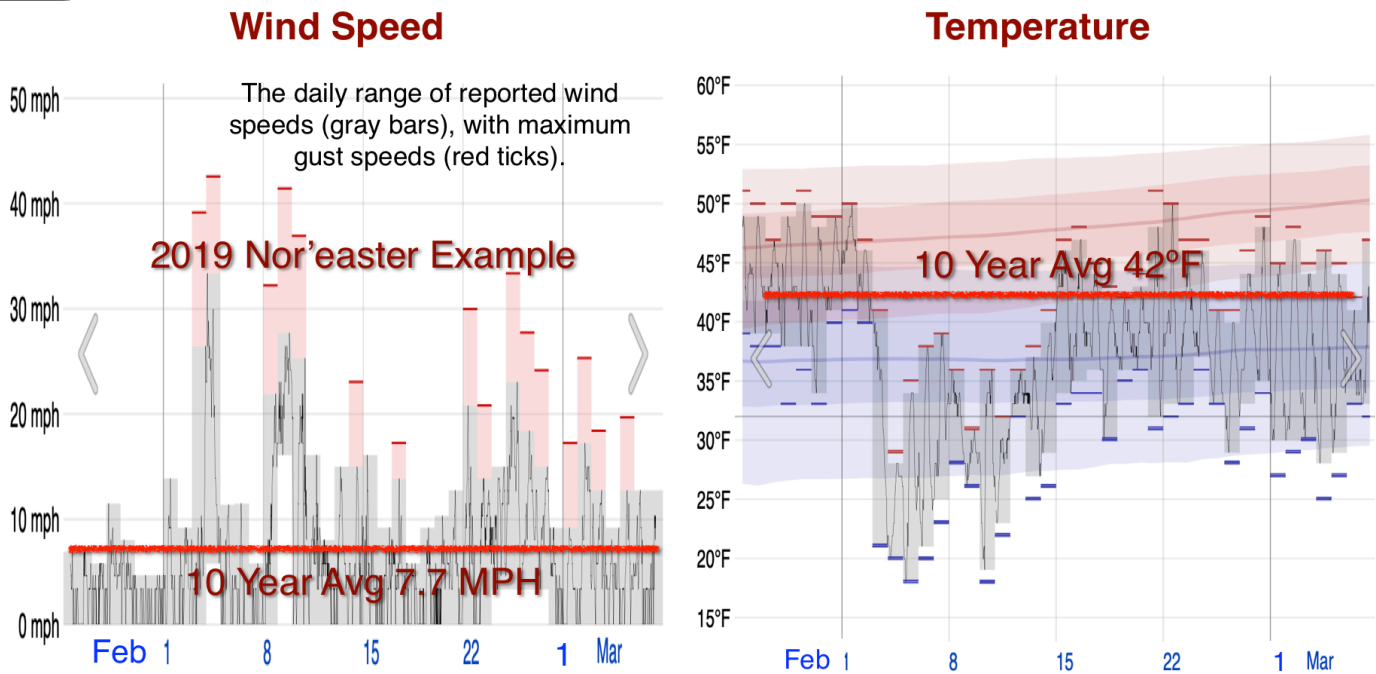 Wind Speed
Temperature
The daily range of reported wind
speeds (gray bars), with maximum
gust speeds (red ticks).
50 mph
40 mph
30 mph
20 mph
10 mph
0 mph
2019 Nor'easter Example
10 Year Avg 7.7 MPH
Feb 1 8 15 22 1 Mar
60°F
55°F
50°F
45°F
40°F
35°F
30°F
25°F
20°F
15°F
10 Year Avg 42°F
Feb 1 8 15 22 1 Mar